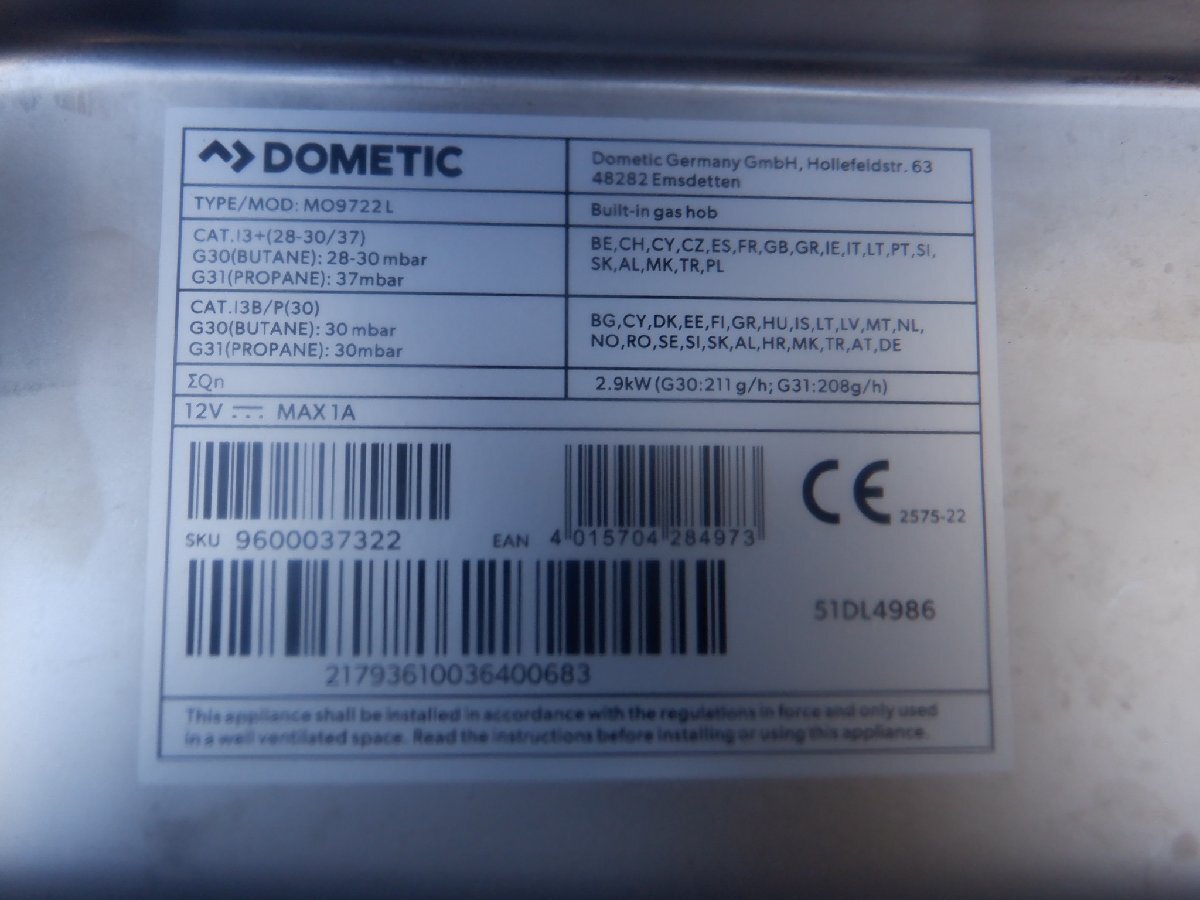 DOMETIC
Dometic Germany GmbH, Hollefeldstr. 63
48282 Emsdetten
TYPE/MOD: MO9722L
Built-in gas hob
CAT.I3+(28-30/37)
G30(BUTANE): 28-30 mbar
G31(PROPANE): 37mbar
BE,CH,CY,CZ,ES,FR,GB,GR,IE,IT,LT,PT,SI,
SK,AL,MK,TR,PL
CAT.I3B/P(30)
G30(BUTANE): 30 mbar
G31(PROPANE): 30mbar
BG,CY,DK,EE,FI,GR,HU,IS,LT,LV,MT,NL,
NO,RO,SE,SI,SK,AL,HR,MK,TR,AT,DE
ΣQn
2.9kW (G30:211 g/h; G31:208g/h)
12V ⎓ MAX 1A
CE 2575-22
SKU 9600037322
EAN 4 015704 284973
51DL4986
21793610036400683
This appliance shall be installed in accordance with the regulations in force and only used
in a well ventilated space. Read the instructions before installing or using this appliance.